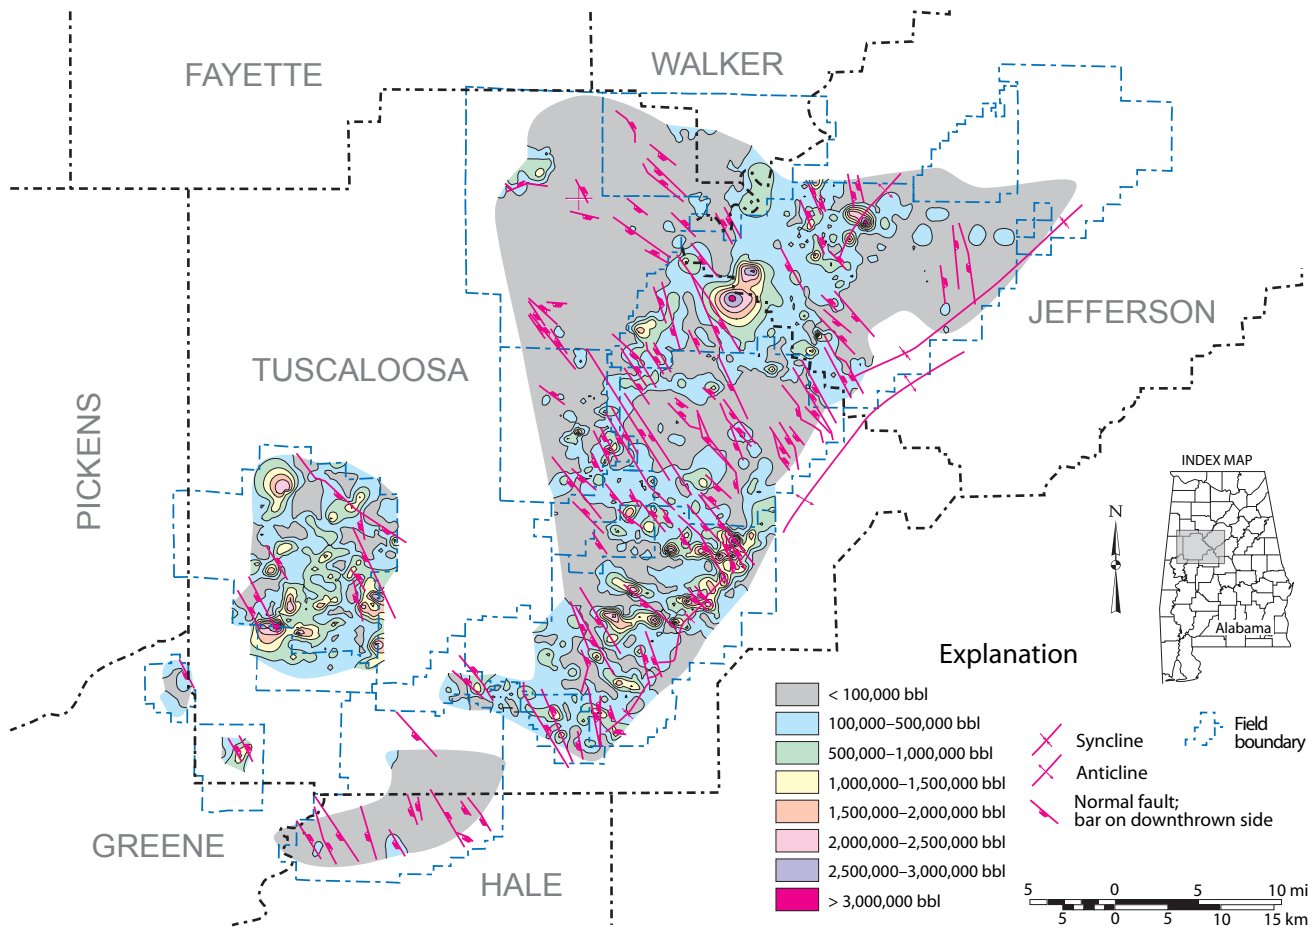 FAYETTE
WALKER
JEFFERSON
TUSCALOOSA
PICKENS
GREENE
HALE
INDEX MAP
N
Alabama
Explanation
< 100,000 bbl
100,000–500,000 bbl
500,000–1,000,000 bbl
1,000,000–1,500,000 bbl
1,500,000–2,000,000 bbl
2,000,000–2,500,000 bbl
2,500,000–3,000,000 bbl
> 3,000,000 bbl
Syncline
Anticline
Normal fault;
bar on downthrown side
Field
boundary
5 0 5 10 mi
5 0 5 10 15 km